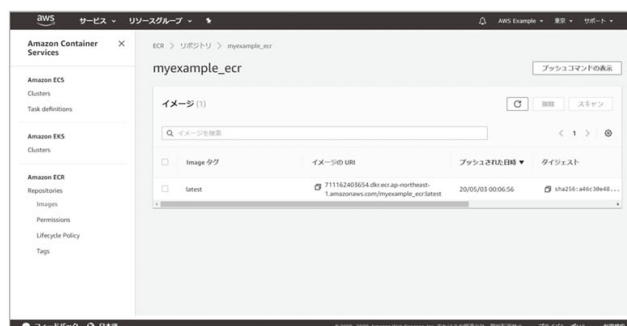 aws サービス リソースグループ AWS Example 東京 サポート
Amazon Container Services
Amazon ECS
Clusters
Task definitions
Amazon EKS
Clusters
Amazon ECR
Repositories
Images
Permissions
Lifecycle Policy
Tags
ECR > リポジトリ > myexample_ecr
myexample_ecr
プッシュコマンドの表示
イメージ (1)
削除 スキャン
イメージを検索
< 1 >
Image タグ イメージの URI プッシュされた日時 ▼ ダイジェスト
latest 711162403654.dkr.ecr.ap-northeast-
1.amazonaws.com/myexample_ecr:latest 20/05/03 00:06:56 sha256:a46c30e48...
フィードバック 日本語